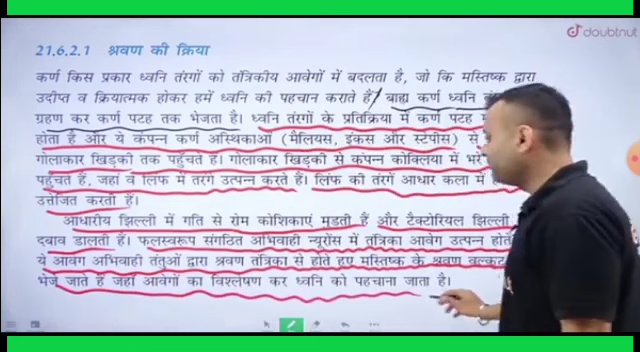 doubtnut
21.6.2.1 श्रवण की क्रिया
कर्ण किस प्रकार ध्वनि तरंगों को तंत्रिकीय आवेगों में बदलता है, जो कि मस्तिष्क द्वारा
उदीप्त व क्रियात्मक होकर हमें ध्वनि की पहचान कराते हैं? बाह्य कर्ण ध्वनि
ग्रहण कर कर्ण पटह तक भेजता है। ध्वनि तंरगों के प्रतिक्रिया में कर्ण पटह
होता है और ये कंपन्न कर्ण अस्थिकाओं (मैलियस, इंकस और स्टेपीस) से
गोलाकार खिड़की तक पहुँचते है। गोलाकार खिड़की से कंपन्न कोक्लिया में भरे
पहुँचते हैं, जहां वे लिंफ में तरंगें उत्पन्न करते हैं। लिंफ की तरंगें आधार कला में
उत्तेजित करती हैं।
आधारीय झिल्ली में गति से रोम कोशिकाएं मुडती हैं और टैक्टोरियल झिल्ली
दबाव डालती हैं। फलस्वरूप संगठित अभिवाही न्यूरोंस में तंत्रिका आवेग उत्पन्न होते
ये आवेग अभिवाही तंतुओं द्वारा श्रवण तंत्रिका से होते हुए मस्तिष्क के श्रवण वल्कट
भेजे जाते हैं जहां आवेगों का विश्लेषण कर ध्वनि को पहचाना जाता है।